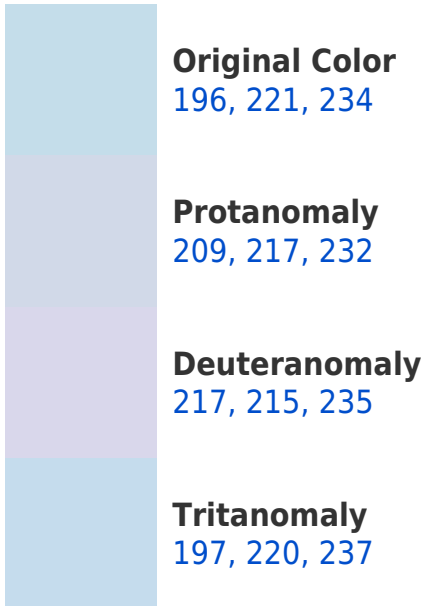 Original Color
196, 221, 234
Protanomaly
209, 217, 232
Deuteranomaly
217, 215, 235
Tritanomaly
197, 220, 237